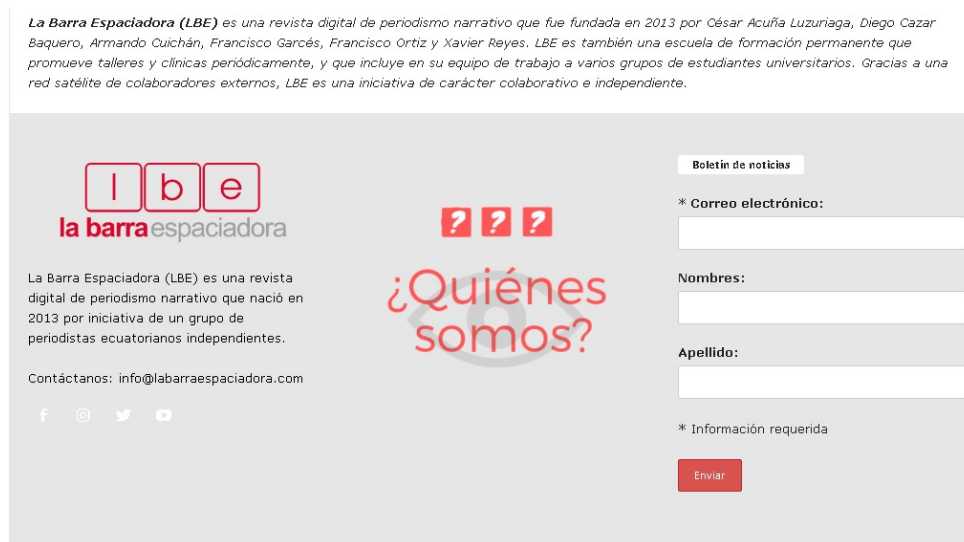 La Barra Espaciadora (LBE) es una revista digital de periodismo narrativo que fue fundada en 2013 por César Acuña Luzuriaga, Diego Cazar
Baquero, Armando Cuichán, Francisco Garcés, Francisco Ortiz y Xavier Reyes. LBE es también una escuela de formación permanente que
promueve talleres y clínicas periódicamente, y que incluye en su equipo de trabajo a varios grupos de estudiantes universitarios. Gracias a una
red satélite de colaboradores externos, LBE es una iniciativa de carácter colaborativo e independiente.
l b e
la barra espaciadora
La Barra Espaciadora (LBE) es una revista
digital de periodismo narrativo que nació en
2013 por iniciativa de un grupo de
periodistas ecuatorianos independientes.
Contáctanos: info@labarraespaciadora.com
? ? ?
¿Quiénes
somos?
Boletín de noticias
* Correo electrónico:
Nombres:
Apellido:
* Información requerida
Enviar